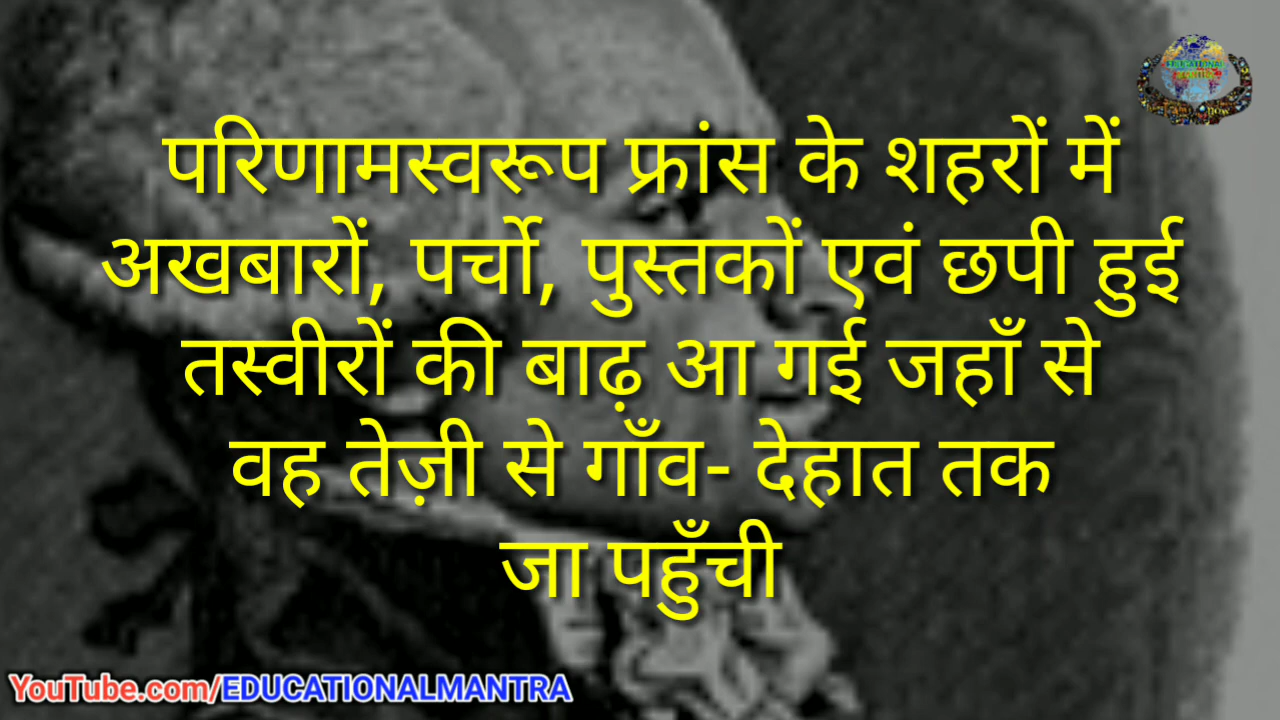 परिणामस्वरूप फ्रांस के शहरों में
अखबारों, पर्चो, पुस्तकों एवं छपी हुई
तस्वीरों की बाढ़ आ गई जहाँ से
वह तेज़ी से गाँव- देहात तक
जा पहुँची
YouTube.com/EDUCATIONALMANTRA